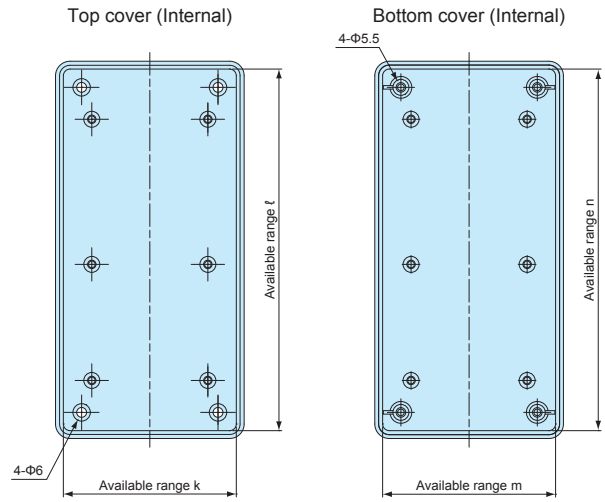 Top cover (Internal)
Bottom cover (Internal)
4-Φ5.5
Available range ℓ
Available range n
4-Φ6
Available range k
Available range m